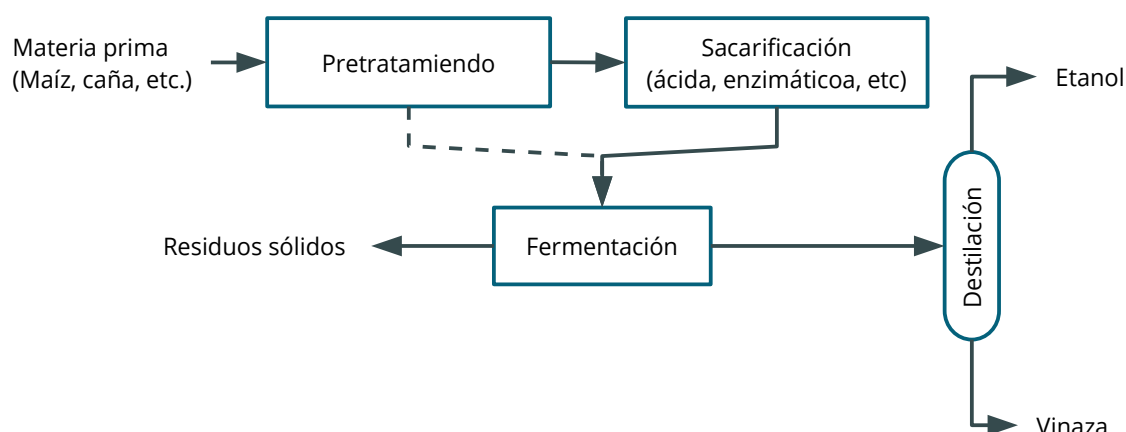 Materia prima
(Maíz, caña, etc.)
Pretratamiendo
Sacarificación
(ácida, enzimáticoa, etc)
Etanol
Residuos sólidos
Fermentación
Destilación
Vinaza